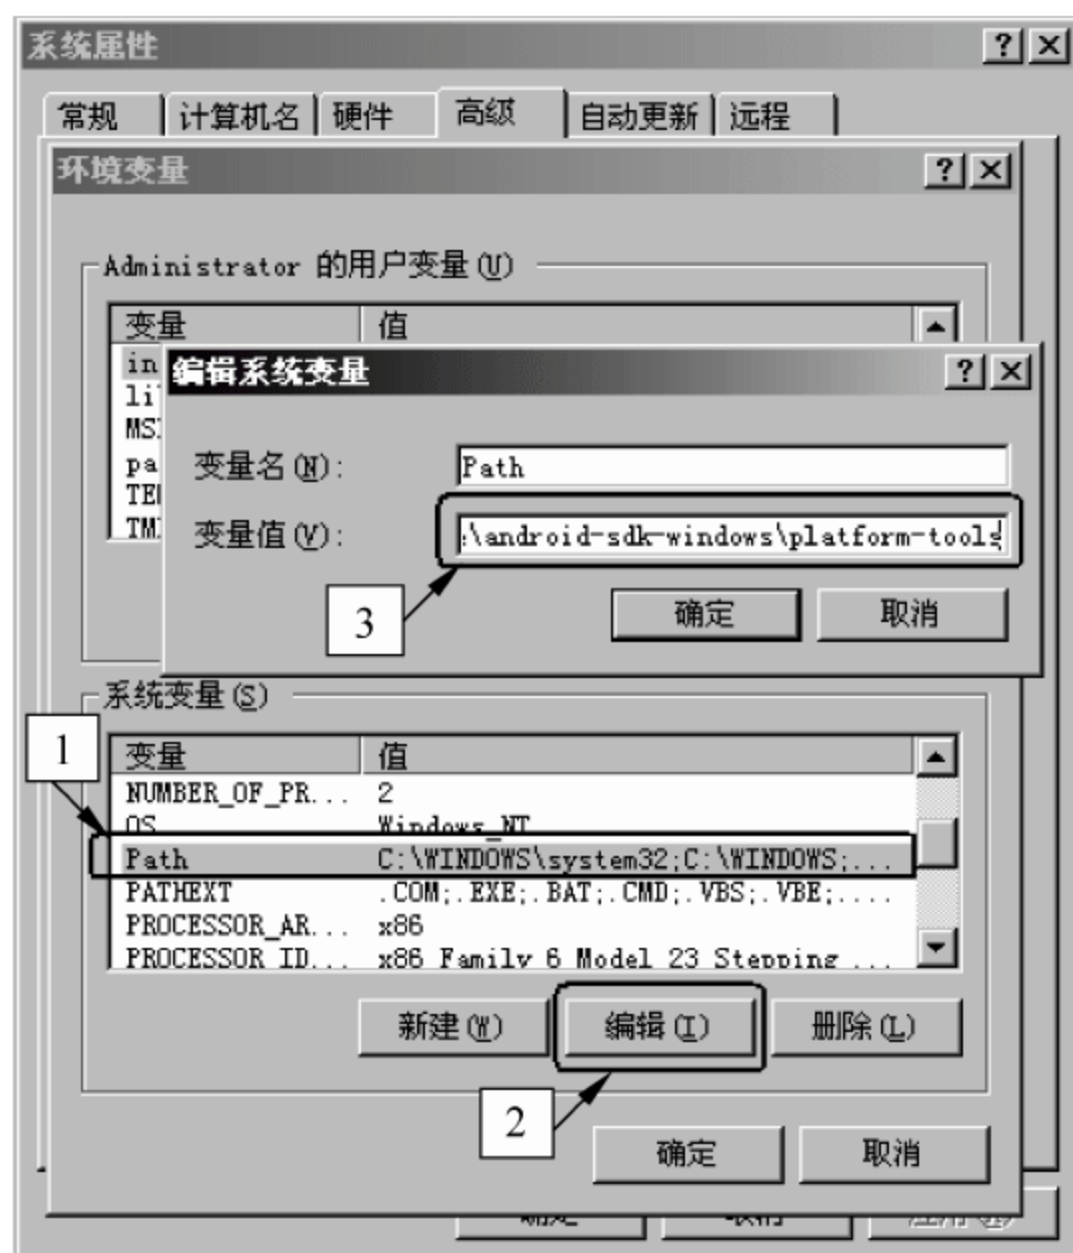 系统属性
常规 计算机名 硬件 高级 自动更新 远程
环境变量
Administrator 的用户变量(U)
变量 值
in
li
MS
pa
TE
TM
编辑系统变量
变量名(N): Path
变量值(V): :\android-sdk-windows\platform-tools
3
确定 取消
系统变量(S)
1
变量 值
NUMBER_OF_PR... 2
OS Windows_NT
Path C:\WINDOWS\system32;C:\WINDOWS;...
PATHEXT .COM;.EXE;.BAT;.CMD;.VBS;.VBE;....
PROCESSOR_AR... x86
PROCESSOR_ID... x86 Family 6 Model 23 Stepping ...
新建(W) 编辑(I) 删除(L)
2
确定 取消